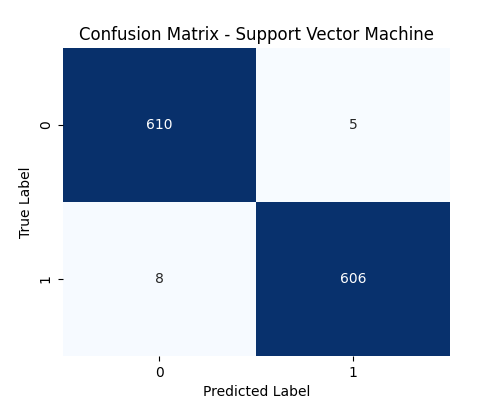 Confusion Matrix - Support Vector Machine
True Label
0
610
5
1
8
606
0
1
Predicted Label